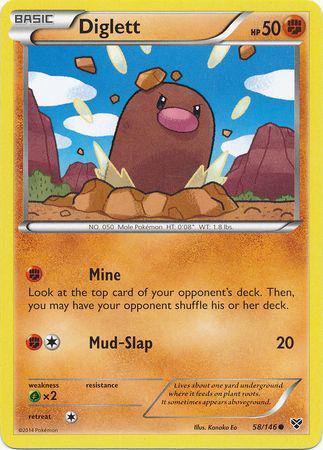 BASIC Diglett HP50
NO. 050 Mole Pokémon HT: 0'08" WT: 1.8 lbs.
Mine
Look at the top card of your opponent's deck. Then,
you may have your opponent shuffle his or her deck.
Mud-Slap 20
weakness resistance
×2
retreat
Lives about one yard underground
where it feeds on plant roots.
It sometimes appears aboveground.
©2014 Pokémon Illus. Kanako Eo 58/146
XY